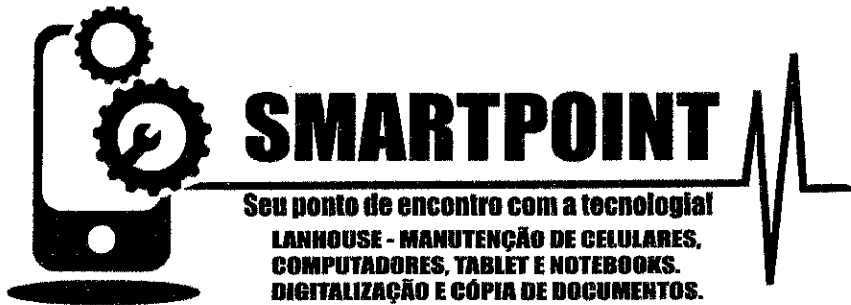 SMARTPOINT
Seu ponto de encontro com a tecnologia!
LANHOUSE - MANUTENÇÃO DE CELULARES,
COMPUTADORES, TABLET E NOTEBOOKS.
DIGITALIZAÇÃO E CÓPIA DE DOCUMENTOS.